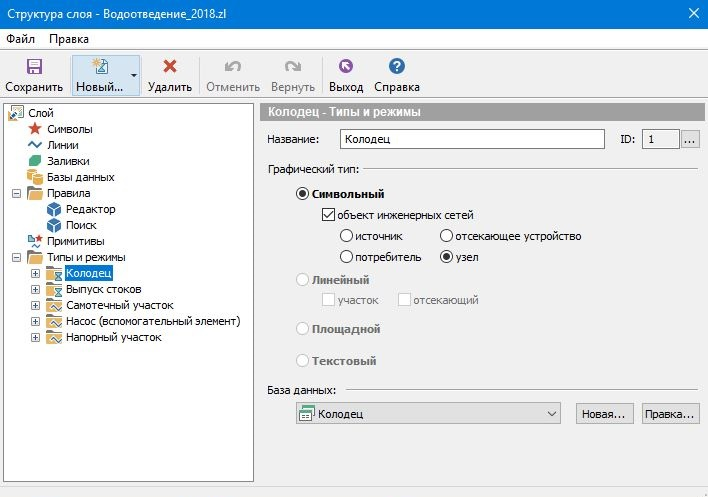 Структура слоя - Водоотведение_2018.zl
Файл Правка
Сохранить Новый... Удалить Отменить Вернуть Выход Справка
Слой
Символы
Линии
Заливки
Базы данных
Правила
Редактор
Поиск
Примитивы
Типы и режимы
Колодец
Выпуск стоков
Самотечный участок
Насос (вспомогательный элемент)
Напорный участок
Колодец - Типы и режимы
Название: Колодец ID: 1 ...
Графический тип:
Символьный
объект инженерных сетей
источник отсекающее устройство
потребитель узел
Линейный
участок отсекающий
Площадной
Текстовый
База данных:
Колодец Новая... Правка...